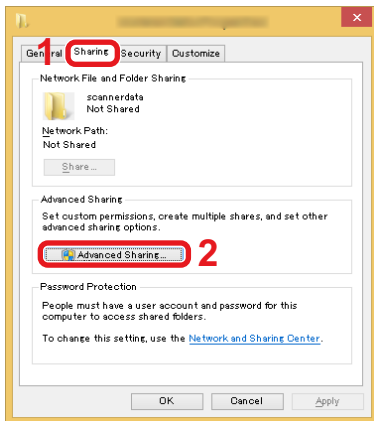 1
General Sharing Security Customize
Network File and Folder Sharing
scannerdata
Not Shared
Network Path:
Not Shared
Share...
Advanced Sharing
Set custom permissions, create multiple shares, and set other
advanced sharing options.
Advanced Sharing... 2
Password Protection
People must have a user account and password for this
computer to access shared folders.
To change this setting, use the Network and Sharing Center.
OK Cancel Apply